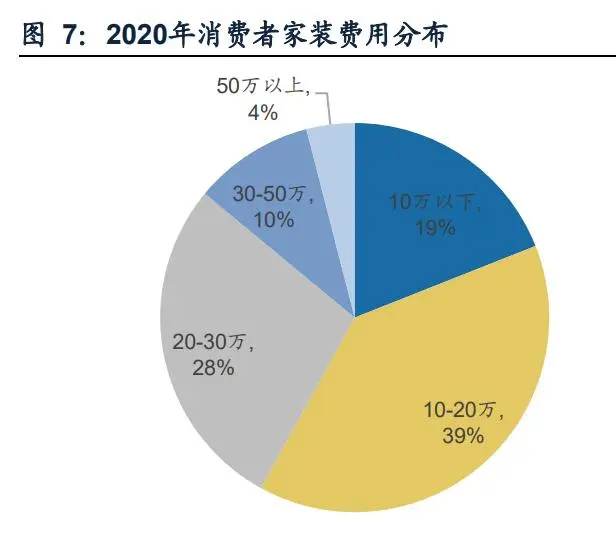 图 7：2020年消费者家装费用分布
50万以上,
4%
30-50万,
10%
10万以下,
19%
20-30万,
28%
10-20万,
39%